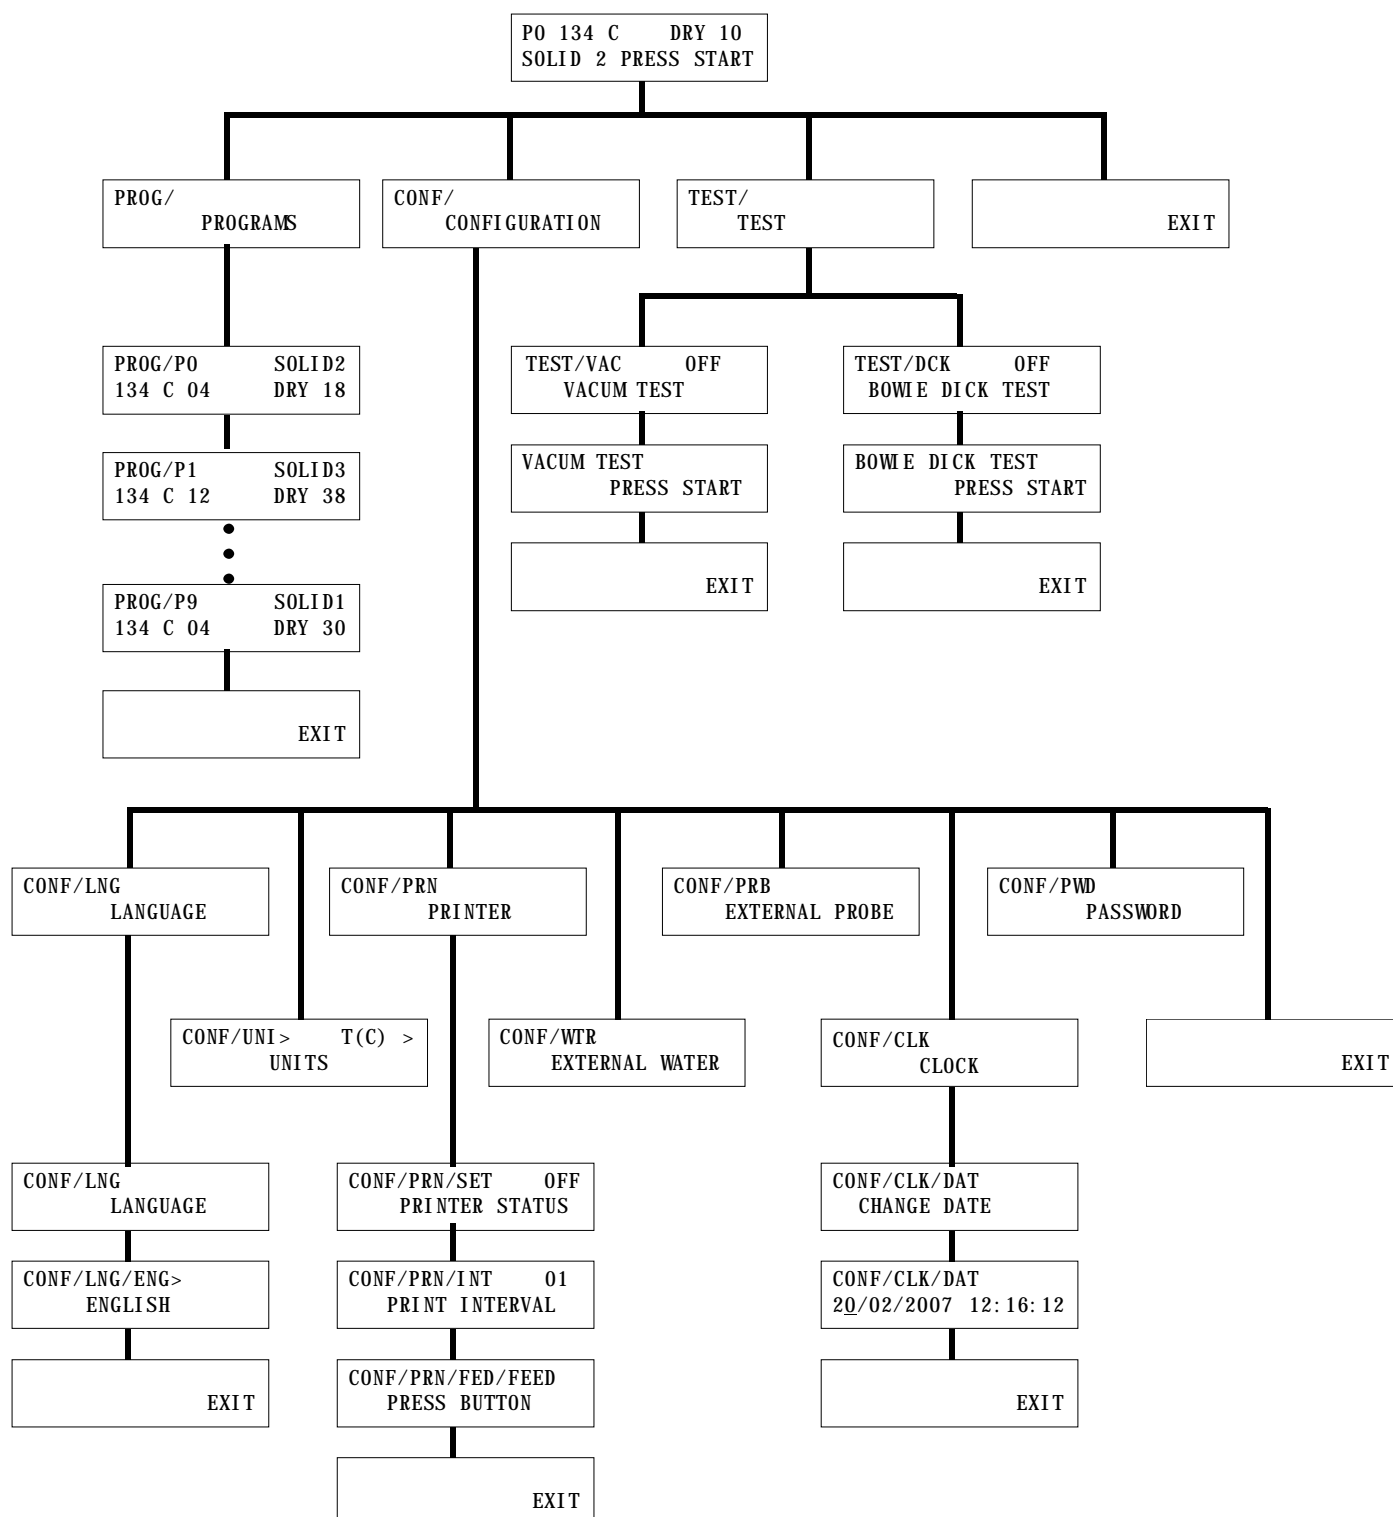 P0 134 C DRY 10
SOLID 2 PRESS START
PROG/
PROGRAMS
CONF/
CONFIGURATION
TEST/
TEST
EXIT
PROG/P0 SOLID2
134 C 04 DRY 18
TEST/VAC OFF
VACUM TEST
TEST/DCK OFF
BOWIE DICK TEST
PROG/P1 SOLID3
134 C 12 DRY 38
VACUM TEST
PRESS START
BOWIE DICK TEST
PRESS START
EXIT
EXIT
PROG/P9 SOLID1
134 C 04 DRY 30
EXIT
CONF/LNG
LANGUAGE
CONF/PRN
PRINTER
CONF/PRB
EXTERNAL PROBE
CONF/PWD
PASSWORD
CONF/UNI> T(C) >
UNITS
CONF/WTR
EXTERNAL WATER
CONF/CLK
CLOCK
EXIT
CONF/LNG
LANGUAGE
CONF/PRN/SET OFF
PRINTER STATUS
CONF/CLK/DAT
CHANGE DATE
CONF/LNG/ENG>
ENGLISH
CONF/PRN/INT 01
PRINT INTERVAL
CONF/CLK/DAT
20/02/2007 12:16:12
EXIT
CONF/PRN/FED/FEED
PRESS BUTTON
EXIT
EXIT